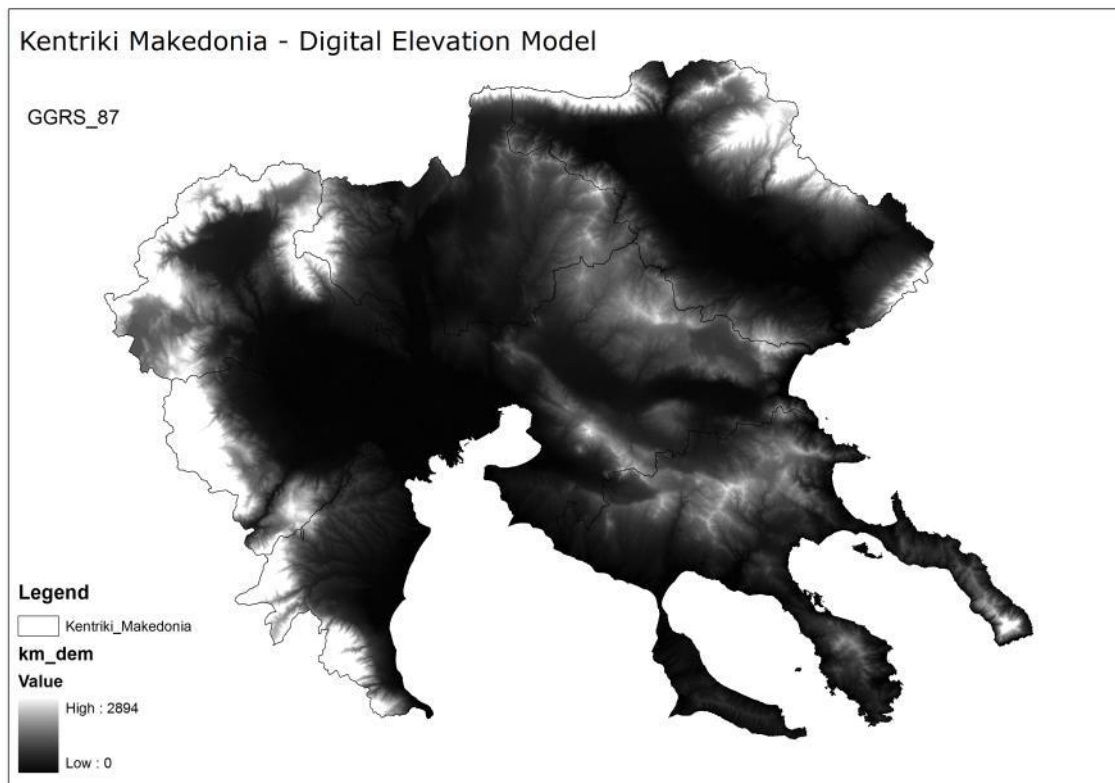 Kentriki Makedonia - Digital Elevation Model
GGRS_87
Legend
Kentriki_Makedonia
km_dem
Value
High : 2894
Low : 0